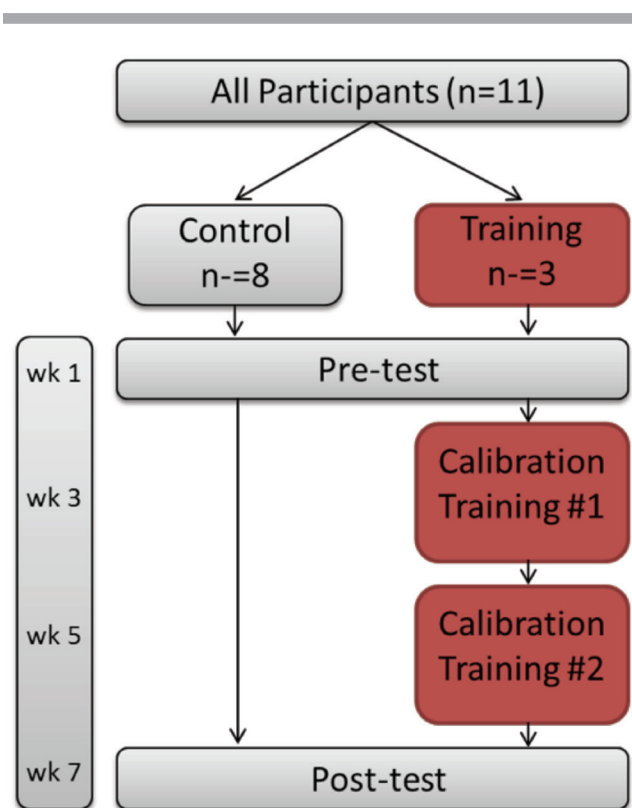 All Participants (n=11)
Control
n-=8
Training
n-=3
wk 1
Pre-test
wk 3
Calibration
Training #1
wk 5
Calibration
Training #2
wk 7
Post-test